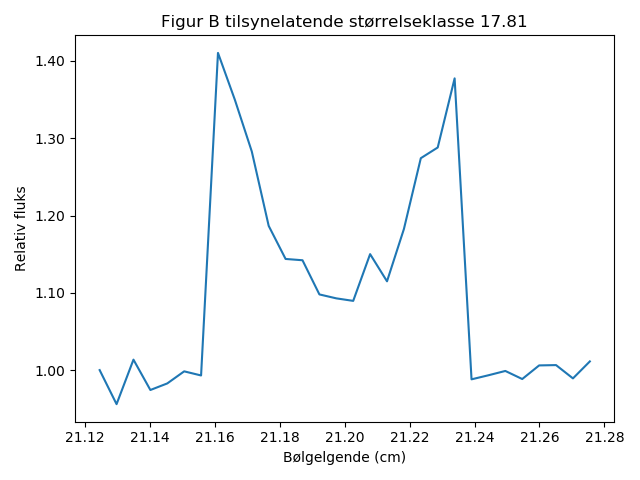 Figur B tilsynelatende størrelseklasse 17.81
1.40
1.30
1.20
1.10
1.00
Relativ fluks
21.12 21.14 21.16 21.18 21.20 21.22 21.24 21.26 21.28
Bølgelgende (cm)